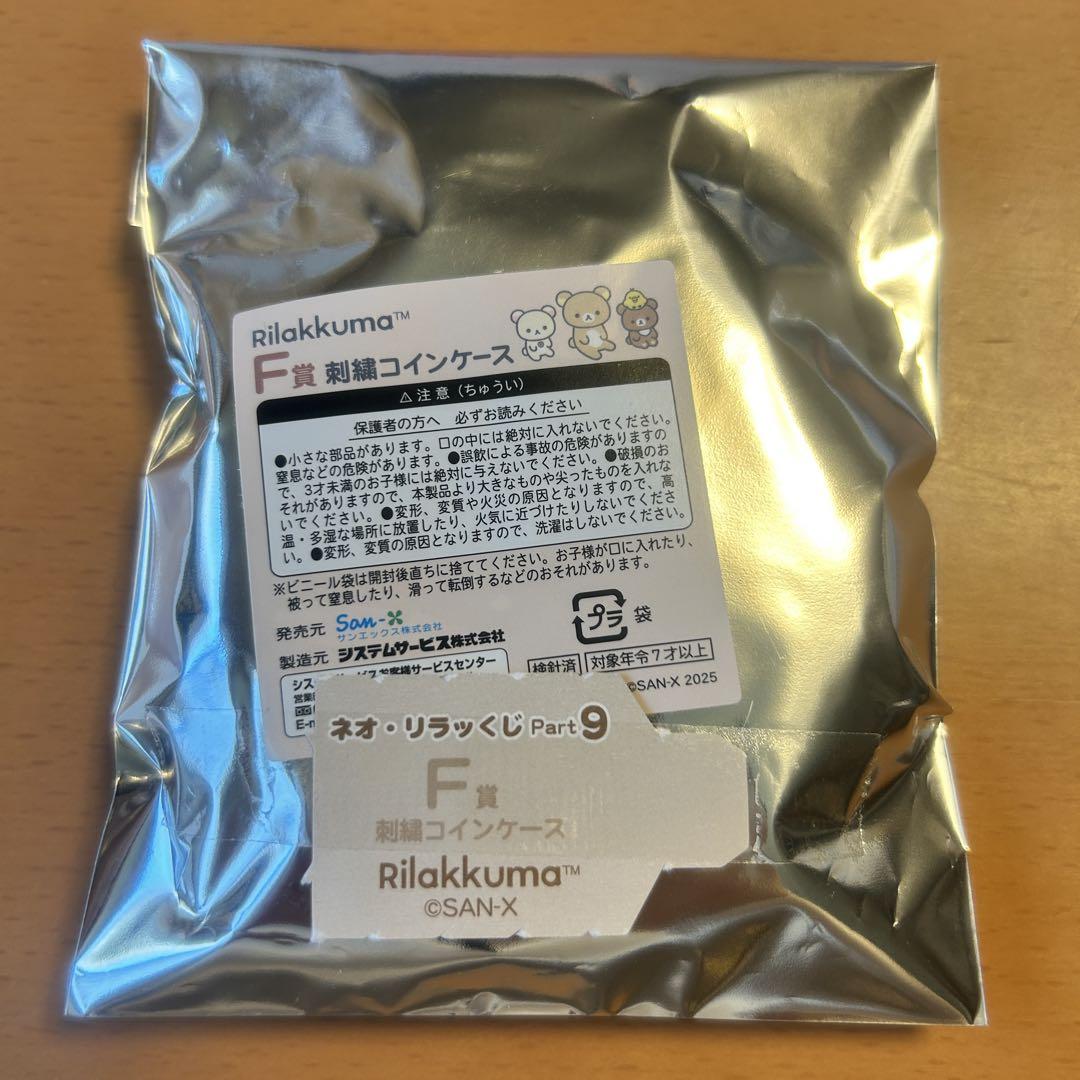 Rilakkuma™
F賞 刺繍コインケース
⚠注意（ちゅうい）
保護者の方へ 必ずお読みください
●小さな部品があります。口の中には絶対に入れないでください。
窒息などの危険があります。●誤飲による事故の危険がありますの
で、3才未満のお子様には絶対に与えないでください。●破損のお
それがありますので、本製品より大きなものや尖ったものを入れな
いでください。●変形、変質や火災の原因となりますので、高
温・多湿な場所に放置したり、火気に近づけたりしないでくださ
い。●変形、変質の原因となりますので、洗濯はしないでください。
※ビニール袋は開封後直ちに捨ててください。お子様が口に入れたり、
被って窒息したり、滑って転倒するなどのおそれがあります。
発売元 San-X
サンエックス株式会社
プラ 袋
製造元 システムサービス株式会社
検針済 対象年令7才以上
©SAN-X 2025
ネオ・リラックじ Part9
F賞
刺繍コインケース
Rilakkuma™
©SAN-X